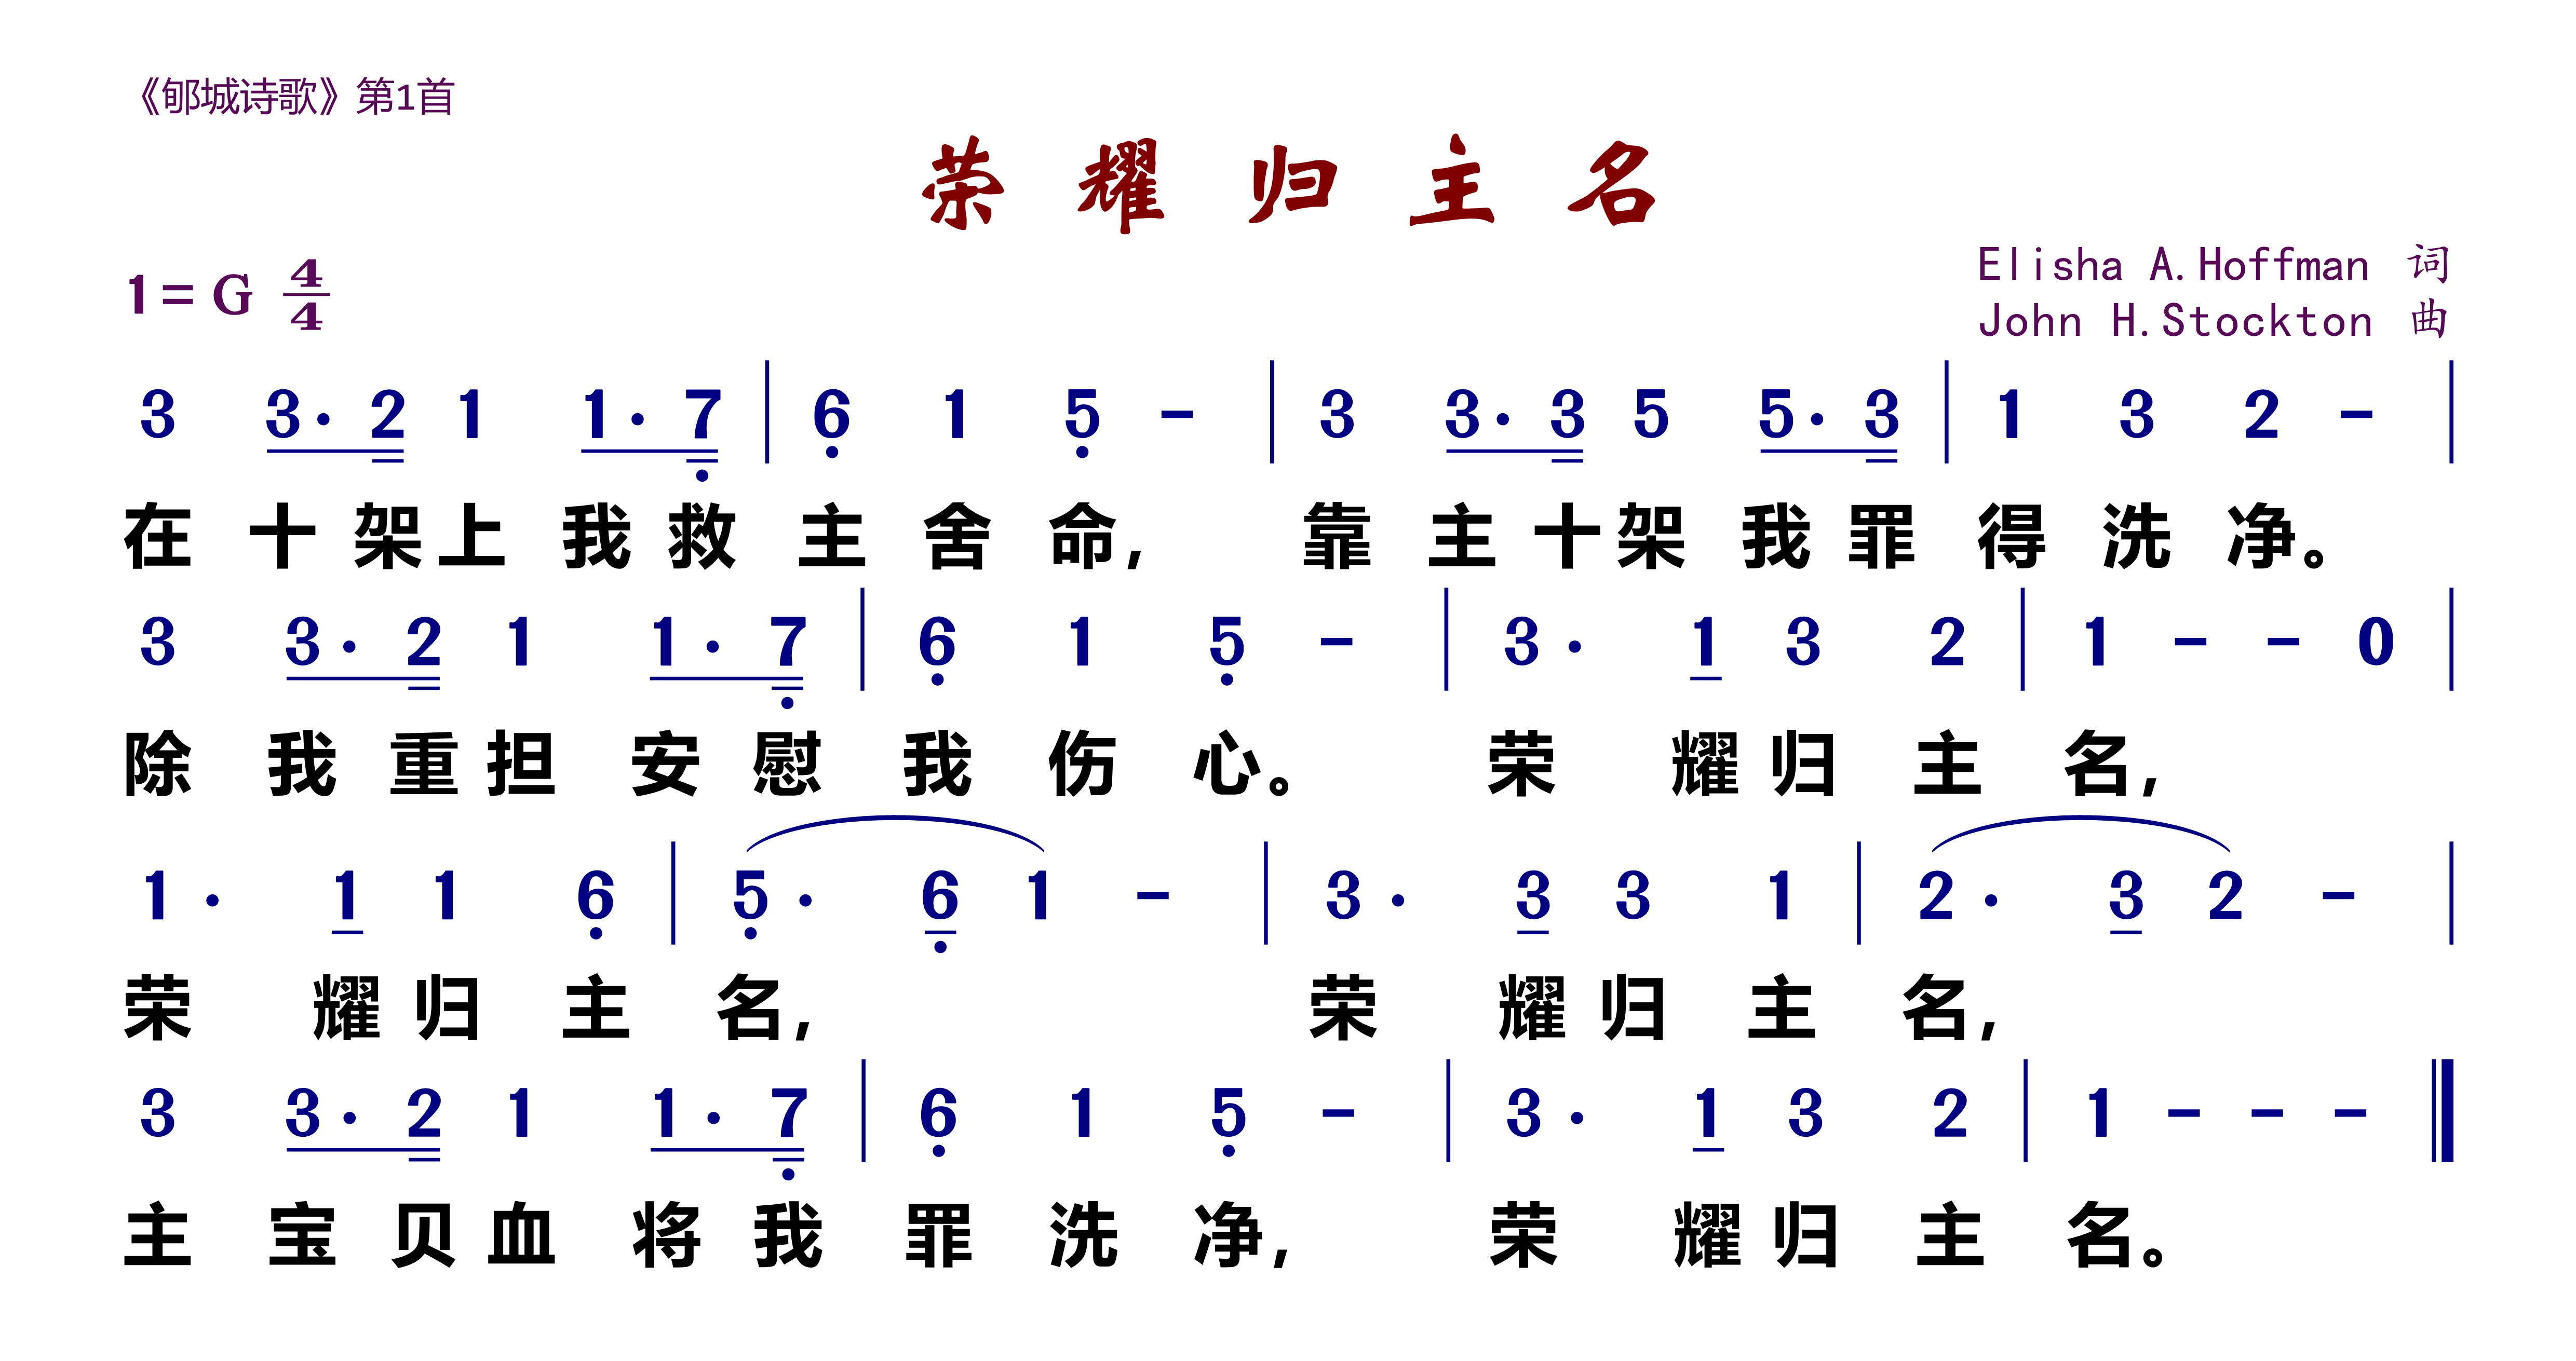 《郇城诗歌》第1首
荣耀归主名
1=G 4/4
Elisha A.Hoffman 词
John H.Stockton 曲
3 3·2 1 1·7 | 6 1 5 - | 3 3·3 5 5·3 | 1 3 2 - |
在十架上我救主舍命, 靠主十架我罪得洗净。
3 3·2 1 1·7 | 6 1 5 - | 3· 1 3 2 | 1 - - 0 |
除我重担安慰我伤心。 荣耀归主名,
1· 1 1 6 | 5· 6 1 - | 3· 3 3 1 | 2· 3 2 - |
荣耀归主名, 荣耀归主名,
3 3·2 1 1·7 | 6 1 5 - | 3· 1 3 2 | 1 - - - ‖
主宝贝血将我罪洗净, 荣耀归主名。